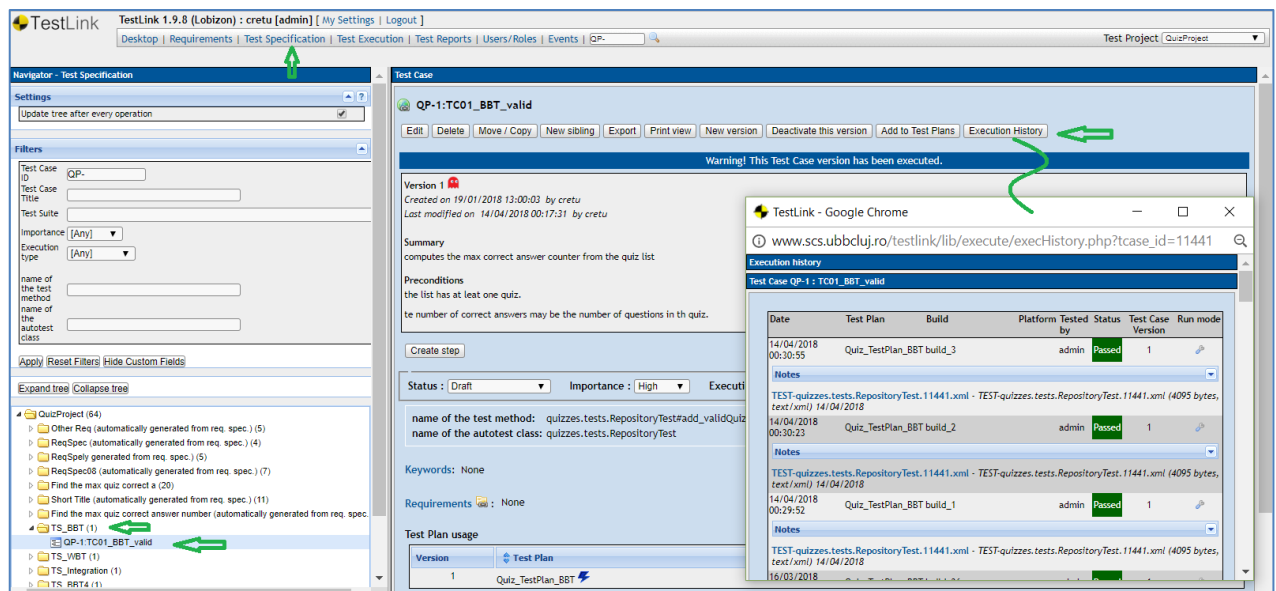 TestLink
TestLink 1.9.8 (Lobizon) : cretu [admin] [ My Settings | Logout ]
Desktop | Requirements | Test Specification | Test Execution | Test Reports | Users/Roles | Events | QP-
Test Project QuizProject
Navigator - Test Specification
Settings
Update tree after every operation
Filters
Test Case ID
QP-
Test Case Title
Test Suite
Importance [Any]
Execution type [Any]
name of the test method
name of the autotest class
Apply Reset Filters Hide Custom Fields
Expand tree Collapse tree
QuizProject (64)
Other Req (automatically generated from req. spec.) (5)
ReqSpec (automatically generated from req. spec.) (4)
ReqSpely (automatically generated from req. spec.) (5)
ReqSpec08 (automatically generated from req. spec.) (7)
Find the max quiz correct a (20)
Short Title (automatically generated from req. spec.) (11)
Find the max quiz correct answer number (automatically generated from req. spec.
TS_BBT (1)
QP-1:TC01_BBT_valid
TS_WBT (1)
TS_Integration (1)
TS_BBT4 (1)
Test Case
QP-1:TC01_BBT_valid
Edit Delete Move / Copy New sibling Export Print view New version Deactivate this version Add to Test Plans Execution History
Warning! This Test Case version has been executed.
Version 1
Created on 19/01/2018 13:00:03 by cretu
Last modified on 14/04/2018 00:17:31 by cretu
Summary
computes the max correct answer counter from the quiz list
Preconditions
the list has at leat one quiz.
te number of correct answers may be the number of questions in th quiz.
Create step
Status : Draft Importance : High Executi
name of the test method: quizzes.tests.RepositoryTest#add_validQuiz
name of the autotest class: quizzes.tests.RepositoryTest
Keywords: None
Requirements : None
Test Plan usage
Version Test Plan
1 Quiz_TestPlan_BBT
TestLink - Google Chrome
www.scs.ubbcluj.ro/testlink/lib/execute/execHistory.php?tcase_id=11441
Execution history
Test Case QP-1 : TC01_BBT_valid
Date Test Plan Build Platform Tested by Status Test Case Version Run mode
14/04/2018 00:30:55 Quiz_TestPlan_BBT build_3 admin Passed 1
Notes
TEST-quizzes.tests.RepositoryTest.11441.xml - TEST-quizzes.tests.RepositoryTest.11441.xml (4095 bytes,
text/xml) 14/04/2018
14/04/2018 00:30:23 Quiz_TestPlan_BBT build_2 admin Passed 1
Notes
TEST-quizzes.tests.RepositoryTest.11441.xml - TEST-quizzes.tests.RepositoryTest.11441.xml (4095 bytes,
text/xml) 14/04/2018
14/04/2018 00:29:52 Quiz_TestPlan_BBT build_1 admin Passed 1
Notes
TEST-quizzes.tests.RepositoryTest.11441.xml - TEST-quizzes.tests.RepositoryTest.11441.xml (4095 bytes,
text/xml) 14/04/2018
16/03/2018